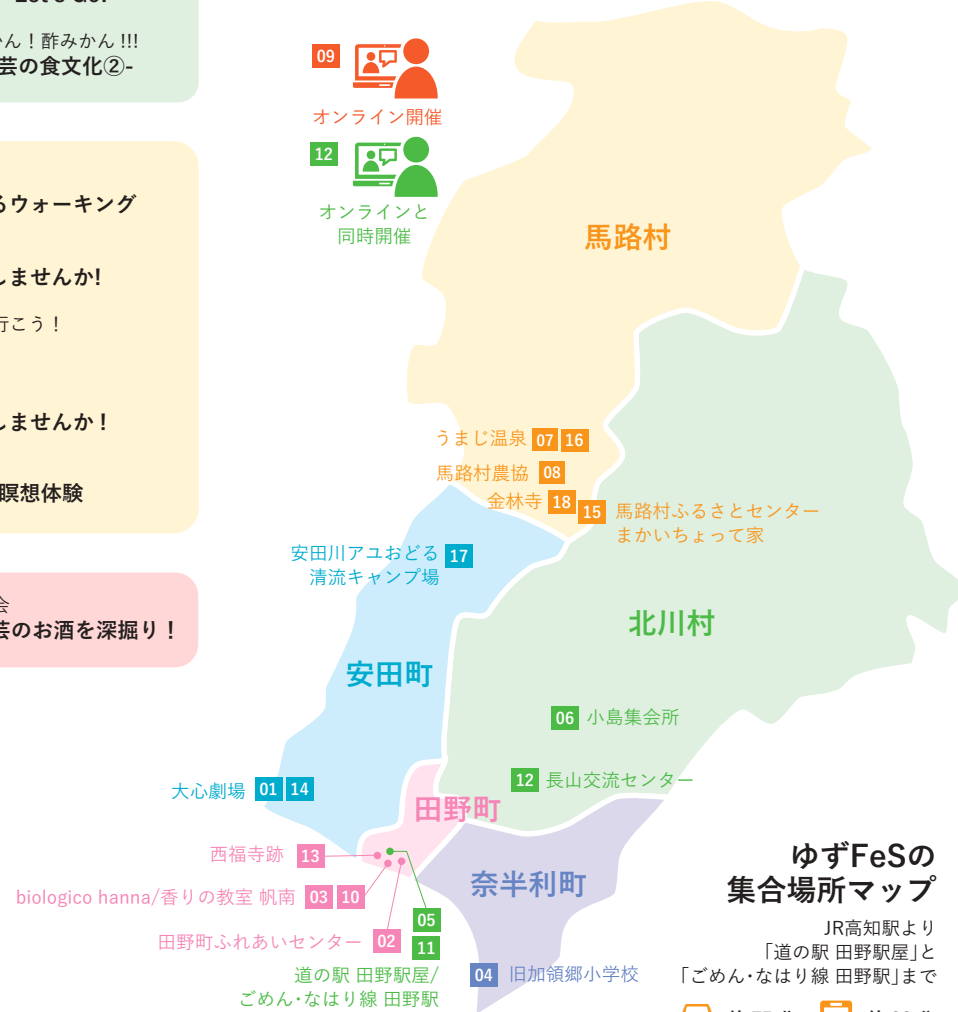 かん！酢みかん!!!
芸の食文化②-
るウォーキング
しませんか!
行こう！
しませんか！
瞑想体験
会
芸のお酒を深掘り！
09
オンライン開催
12
オンラインと
同時開催
馬路村
うまじ温泉 07 16
馬路村農協 08
金林寺 18
15 馬路村ふるさとセンター
まかいちょって家
安田川アユおどる 17
清流キャンプ場
北川村
安田町
06 小島集会所
12 長山交流センター
大心劇場 01 14
田野町
西福寺跡 13
奈半利町
biologico hanna/香りの教室 帆南 03 10
05
田野町ふれあいセンター 02
11
道の駅 田野駅屋/
ごめん・なはり線 田野駅
04 旧加領郷小学校
ゆずFeSの
集合場所マップ
JR高知駅より
「道の駅 田野駅屋」と
「ごめん・なはり線 田野駅」まで